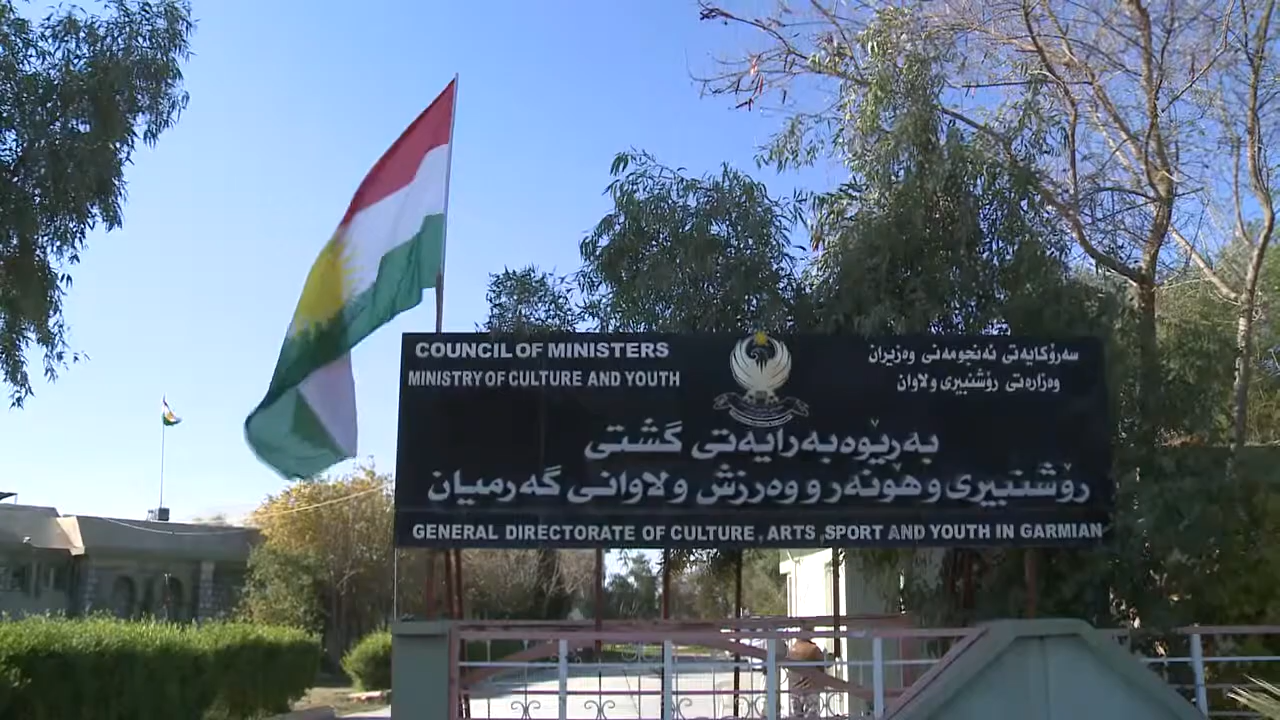 COUNCIL OF MINISTERS
MINISTRY OF CULTURE AND YOUTH
سەرۆکایەتی ئەنجومەنی وەزیران
وەزارەتی رۆشنبیری ولاوان
بەڕێوەبەرایەتی گشتی
رۆشنبیری و هونەر و وەرزش ولاوانی گەرمیان
GENERAL DIRECTORATE OF CULTURE, ARTS, SPORT AND YOUTH IN GARMIAN